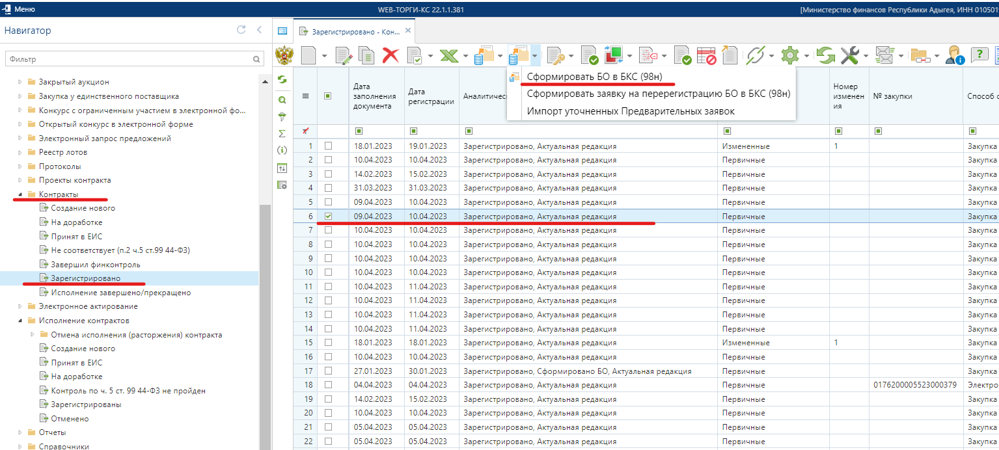 Меню
WEB-ТОРГИ-КС 22.1.1.381
[Министерство финансов Республики Адыгея, ИНН 010501
Навигатор
Фильтр
Закрытый аукцион
Закупка у единственного поставщика
Конкурс с ограниченным участием в электронной фо...
Открытый конкурс в электронной форме
Электронный запрос предложений
Реестр лотов
Протоколы
Проекты контракта
Контракты
Создание нового
На доработке
Принят в ЕИС
Не соответствует (п.2 ч.5 ст.99 44-ФЗ)
Завершил финконтроль
Зарегистрировано
Исполнение завершено/прекращено
Электронное актирование
Исполнение контрактов
Отмена исполнения (расторжения) контракта
Создание нового
Принят в ЕИС
На доработке
Контроль по ч. 5 ст. 99 44-ФЗ не пройден
Зарегистрированы
Отменено
Отчеты
Справочники
Зарегистрировано - Кон...
Сформировать БО в БКС (98н)
Сформировать заявку на перерегистрацию БО в БКС (98н)
Импорт уточненных Предварительных заявок
Дата заполнения документа
Дата регистрации
Аналитичес
Номер изменен ия
№ закупки
Способ о
1 18.01.2023 19.01.2023 Зарегистрировано, Актуальная редакция Измененные 1 Закупка
2 10.04.2023 10.04.2023 Зарегистрировано, Актуальная редакция Первичные Закупка
3 14.02.2023 15.02.2023 Зарегистрировано, Актуальная редакция Первичные Закупка
4 31.03.2023 31.03.2023 Зарегистрировано, Актуальная редакция Первичные Закупка
5 09.04.2023 10.04.2023 Зарегистрировано, Актуальная редакция Первичные Закупка
6 09.04.2023 10.04.2023 Зарегистрировано, Актуальная редакция Первичные Закупка
7 10.04.2023 10.04.2023 Зарегистрировано, Актуальная редакция Первичные Закупка
8 10.04.2023 10.04.2023 Зарегистрировано, Актуальная редакция Первичные Закупка
9 10.04.2023 10.04.2023 Зарегистрировано, Актуальная редакция Первичные Закупка
10 10.04.2023 10.04.2023 Зарегистрировано, Актуальная редакция Первичные Закупка
11 10.04.2023 11.04.2023 Зарегистрировано, Актуальная редакция Первичные Закупка
12 10.04.2023 11.04.2023 Зарегистрировано, Актуальная редакция Первичные Закупка
13 10.04.2023 11.04.2023 Зарегистрировано, Актуальная редакция Первичные Закупка
14 10.04.2023 11.04.2023 Зарегистрировано, Актуальная редакция Первичные Закупка
15 18.01.2023 18.01.2023 Зарегистрировано, Актуальная редакция Измененные 1 Закупка
16 10.04.2023 10.04.2023 Зарегистрировано, Актуальная редакция Первичные Закупка
17 27.01.2023 30.01.2023 Зарегистрировано, Сформировано БО, Актуальная редакция Первичные Закупка
18 04.04.2023 04.04.2023 Зарегистрировано, Актуальная редакция Первичные 0176200005523000379 Электро
19 14.02.2023 15.02.2023 Зарегистрировано, Актуальная редакция Первичные Закупка
20 10.04.2023 10.04.2023 Зарегистрировано, Актуальная редакция Первичные Закупка
21 05.04.2023 05.04.2023 Зарегистрировано, Актуальная редакция Первичные Закупка
22 05.04.2023 05.04.2023 Зарегистрировано, Актуальная редакция Первичные Закупка